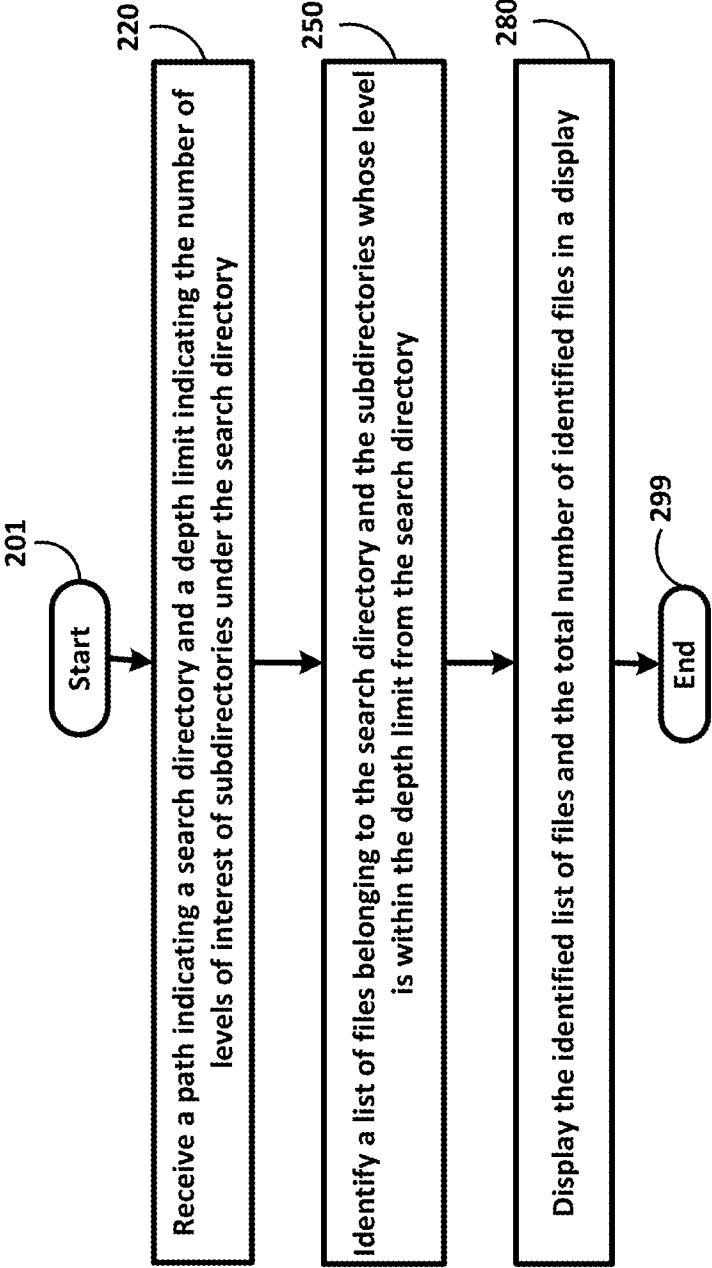 201
Start
220
Receive a path indicating a search directory and a depth limit indicating the number of
levels of interest of subdirectories under the search directory
250
Identify a list of files belonging to the search directory and the subdirectories whose level
is within the depth limit from the search directory
280
Display the identified list of files and the total number of identified files in a display
299
End